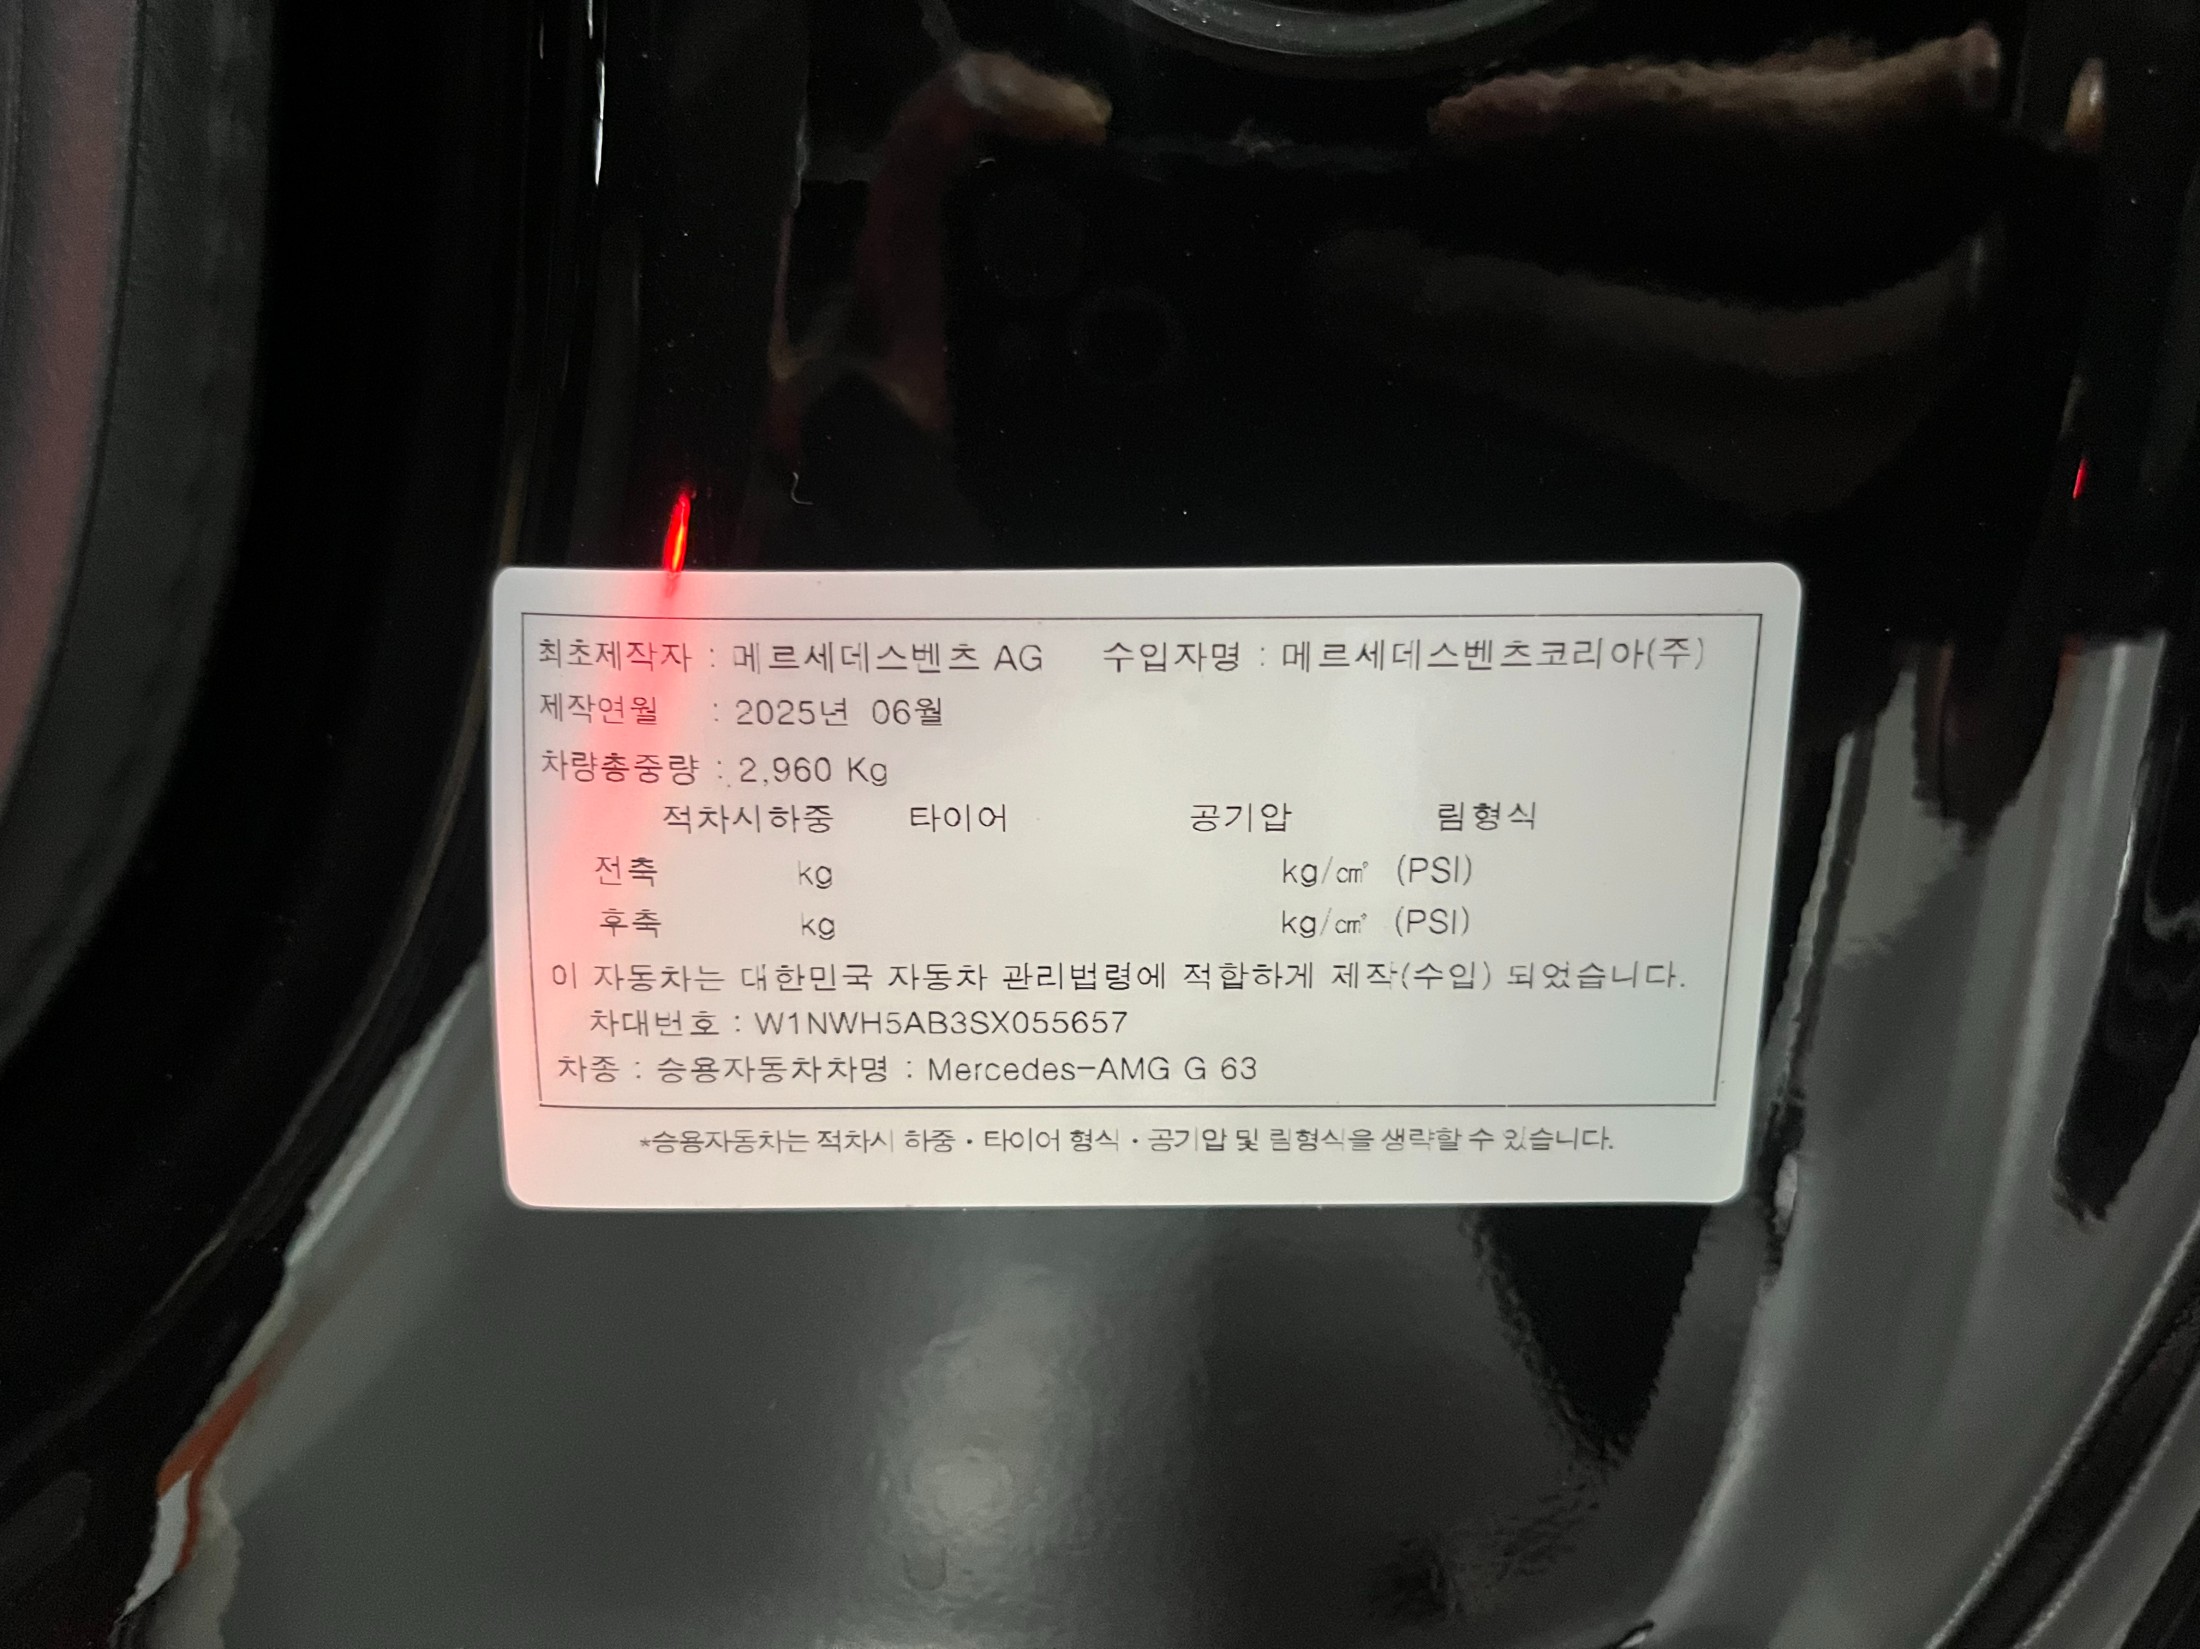 최초제작자 : 메르세데스벤츠 AG 수입자명 : 메르세데스벤츠코리아(주)
제작연월 : 2025년 06월
차량총중량 : 2,960 Kg
적차시하중 타이어 공기압 림형식
전축 kg kg/㎠ (PSI)
후축 kg kg/㎠ (PSI)
이 자동차는 대한민국 자동차 관리법령에 적합하게 제작(수입) 되었습니다.
차대번호 : W1NWH5AB3SX055657
차종 : 승용자동차차명 : Mercedes-AMG G 63
*승용자동차는 적차시 하중・타이어 형식・공기압 및 림형식을 생략할 수 있습니다.